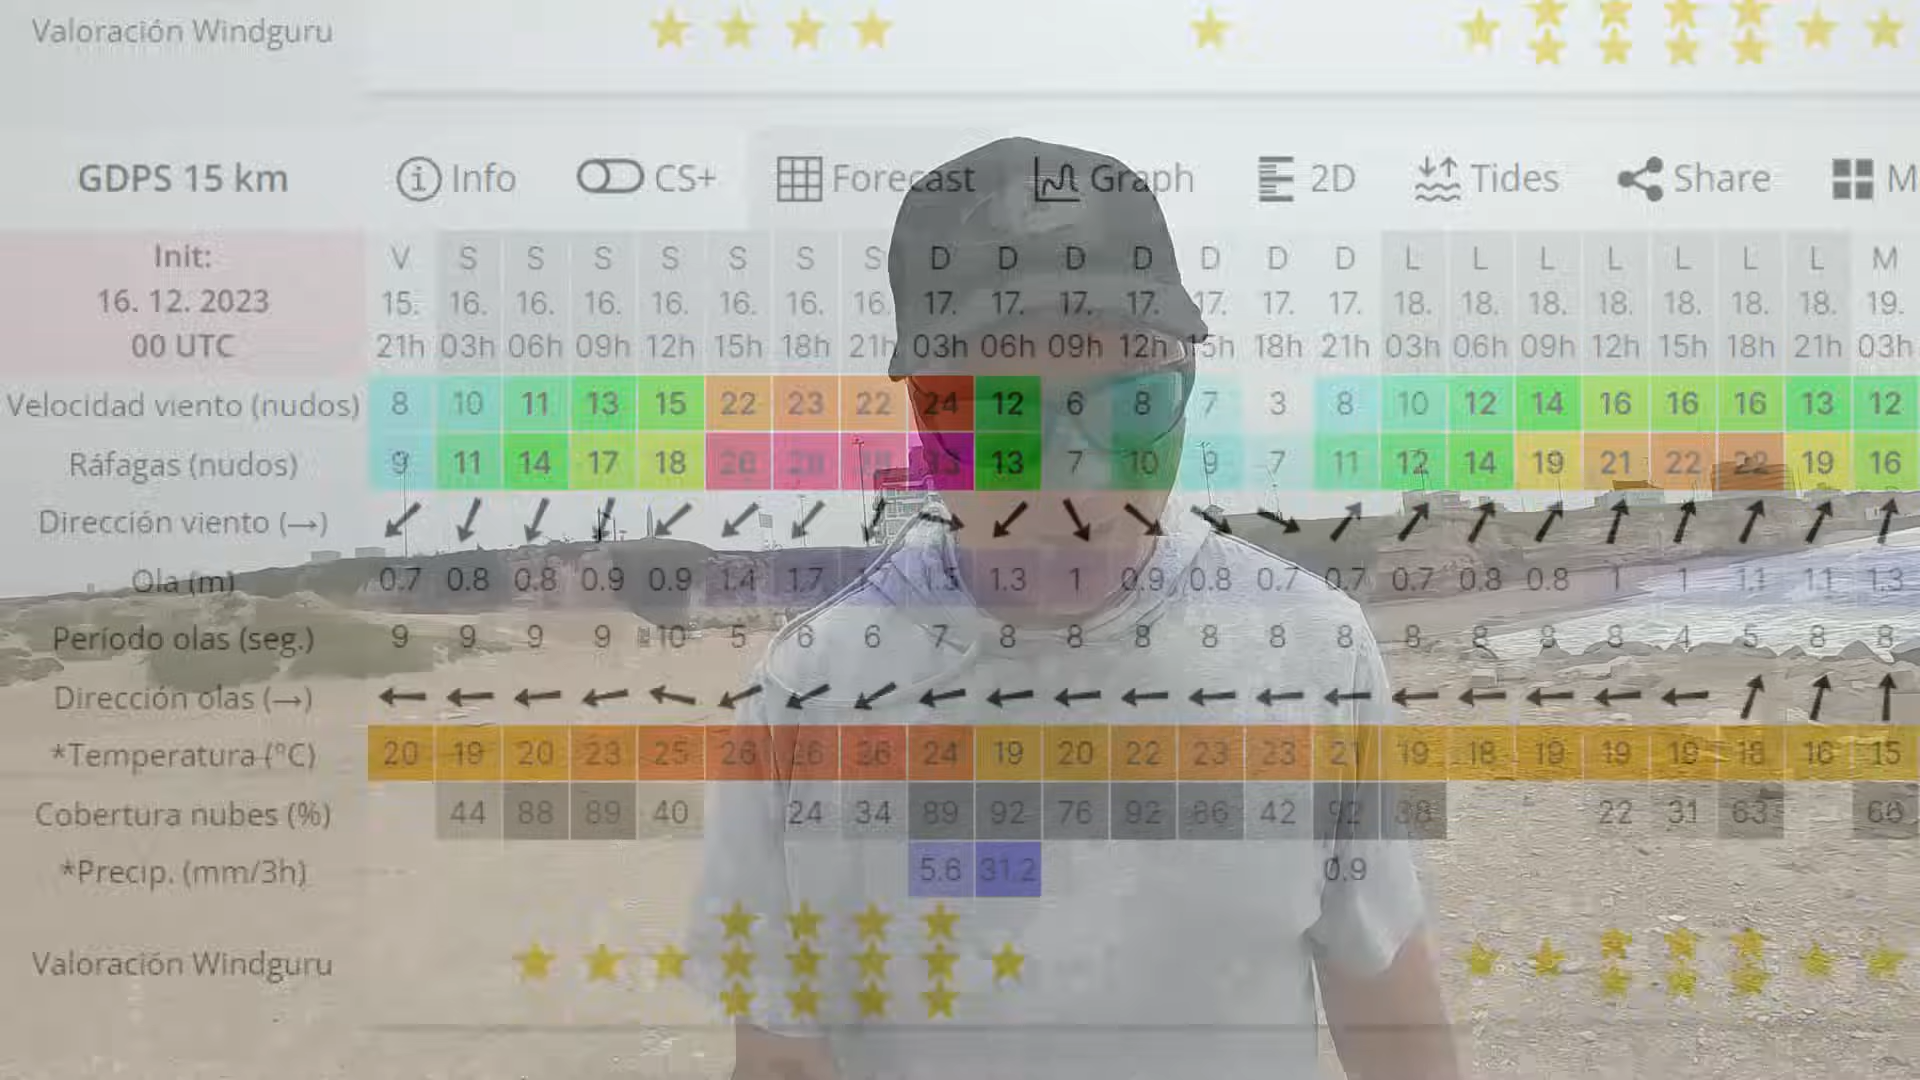 Valoración Windguru
GDPS 15 km Info CS+ Forecast Graph 2D Tides Share M
Init: V S S S S S S S D D D D D D D L L L L L L L M
16. 12. 2023 15. 16. 16. 16. 16. 16. 16. 16. 17. 17. 17. 17. 17. 17. 17. 18. 18. 18. 18. 18. 18. 18. 19.
00 UTC 21h 03h 06h 09h 12h 15h 18h 21h 03h 06h 09h 12h 15h 18h 21h 03h 06h 09h 12h 15h 18h 21h 03h
Velocidad viento (nudos) 8 10 11 13 15 22 23 22 24 12 6 8 7 3 8 10 12 14 16 16 16 13 12
Ráfagas (nudos) 9 11 14 17 18 13 7 10 9 7 11 12 14 19 21 22 22 19 16
Dirección viento (→)
Ola (m) 0.7 0.8 0.8 0.9 0.9 1.4 1.7 1.3 1 0.9 0.8 0.7 0.7 0.7 0.8 0.8 1 1 1.1 1.1 1.3
Período olas (seg.) 9 9 9 9 10 5 6 6 7 8 8 8 8 8 8 8 8 8 8 4 5 8 8
Dirección olas (→)
*Temperatura (°C) 20 19 20 23 25 26 26 26 24 19 20 22 23 23 21 19 18 19 19 19 18 16 15
Cobertura nubes (%) 44 88 89 40 24 34 89 92 76 92 66 42 92 38 22 31 63 66
*Precip. (mm/3h) 5.6 31.2 0.9
Valoración Windguru